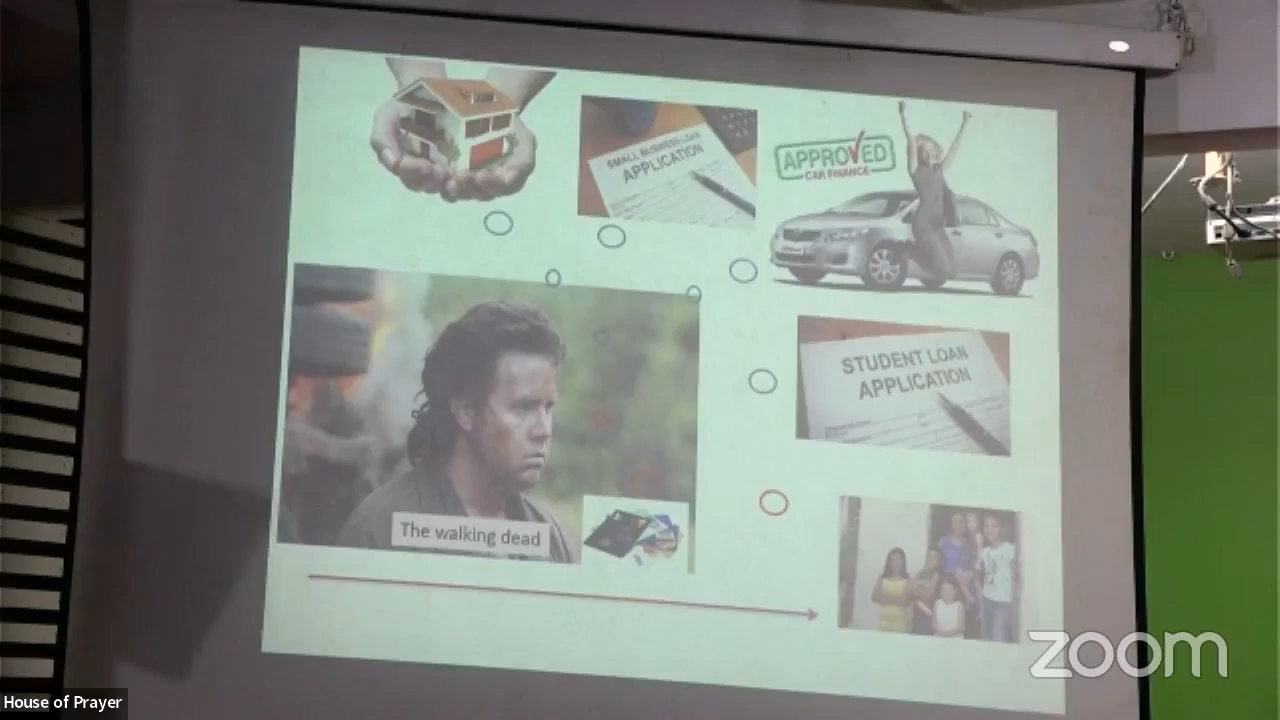 SMALL BUSINESS LOAN
APPLICATION
APPROVED
CAR FINANCE
STUDENT LOAN
APPLICATION
The walking dead
zoom
House of Prayer